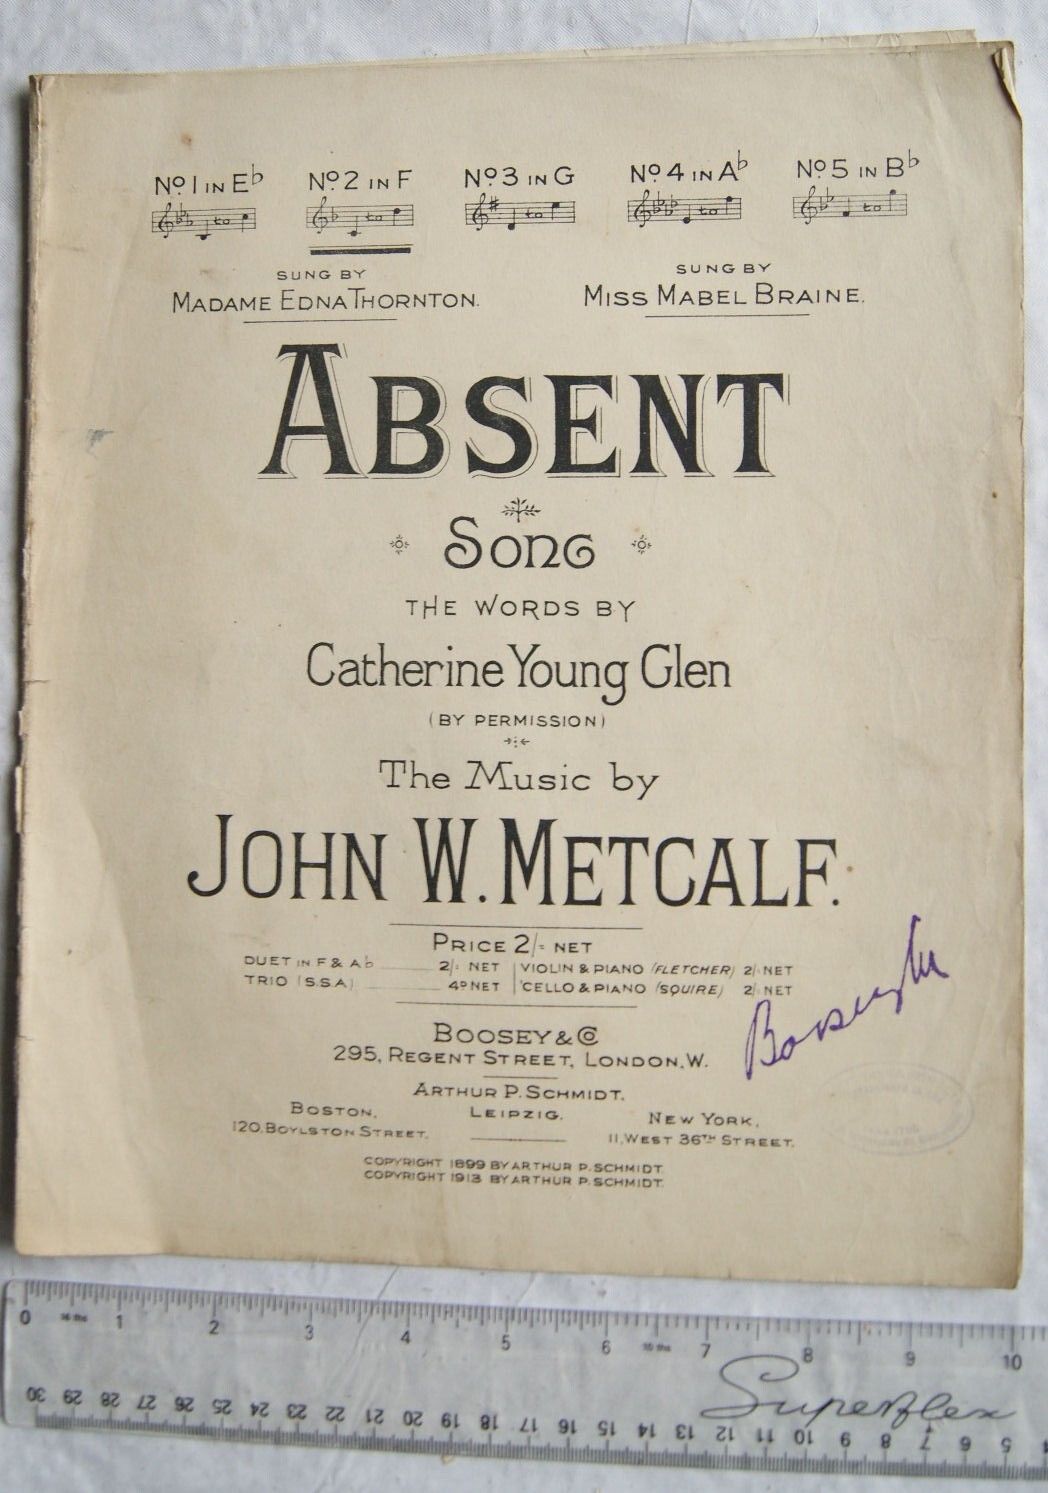 No. 1 IN E♭ No. 2 IN F No. 3 IN G No. 4 IN A♭ No. 5 IN B♭
SUNG BY SUNG BY
MADAME EDNA THORNTON. MISS MABEL BRAINE.
ABSENT
SONG
THE WORDS BY
Catherine Young Glen
(BY PERMISSION)
The Music by
JOHN W. METCALF.
PRICE 2/= NET
DUET IN F & A♭ 2/= NET VIOLIN & PIANO (FLETCHER) 2/ NET
TRIO (S.S.A) 4D NET 'CELLO & PIANO (SQUIRE) 2/ NET
BOOSEY & Co
295, REGENT STREET, LONDON, W.
ARTHUR P. SCHMIDT.
BOSTON, LEIPZIG. NEW YORK,
120, BOYLSTON STREET. 11, WEST 36TH STREET.
COPYRIGHT 1899 BY ARTHUR P. SCHMIDT
COPYRIGHT 1913 BY ARTHUR P. SCHMIDT
0 1 2 3 4 5 6 7 8 9 10
Superflex
30 29 28 27 26 25 24 23 22 21 20 19 18 17 16 15 14 13 12 11 10 9 8 7 6 5